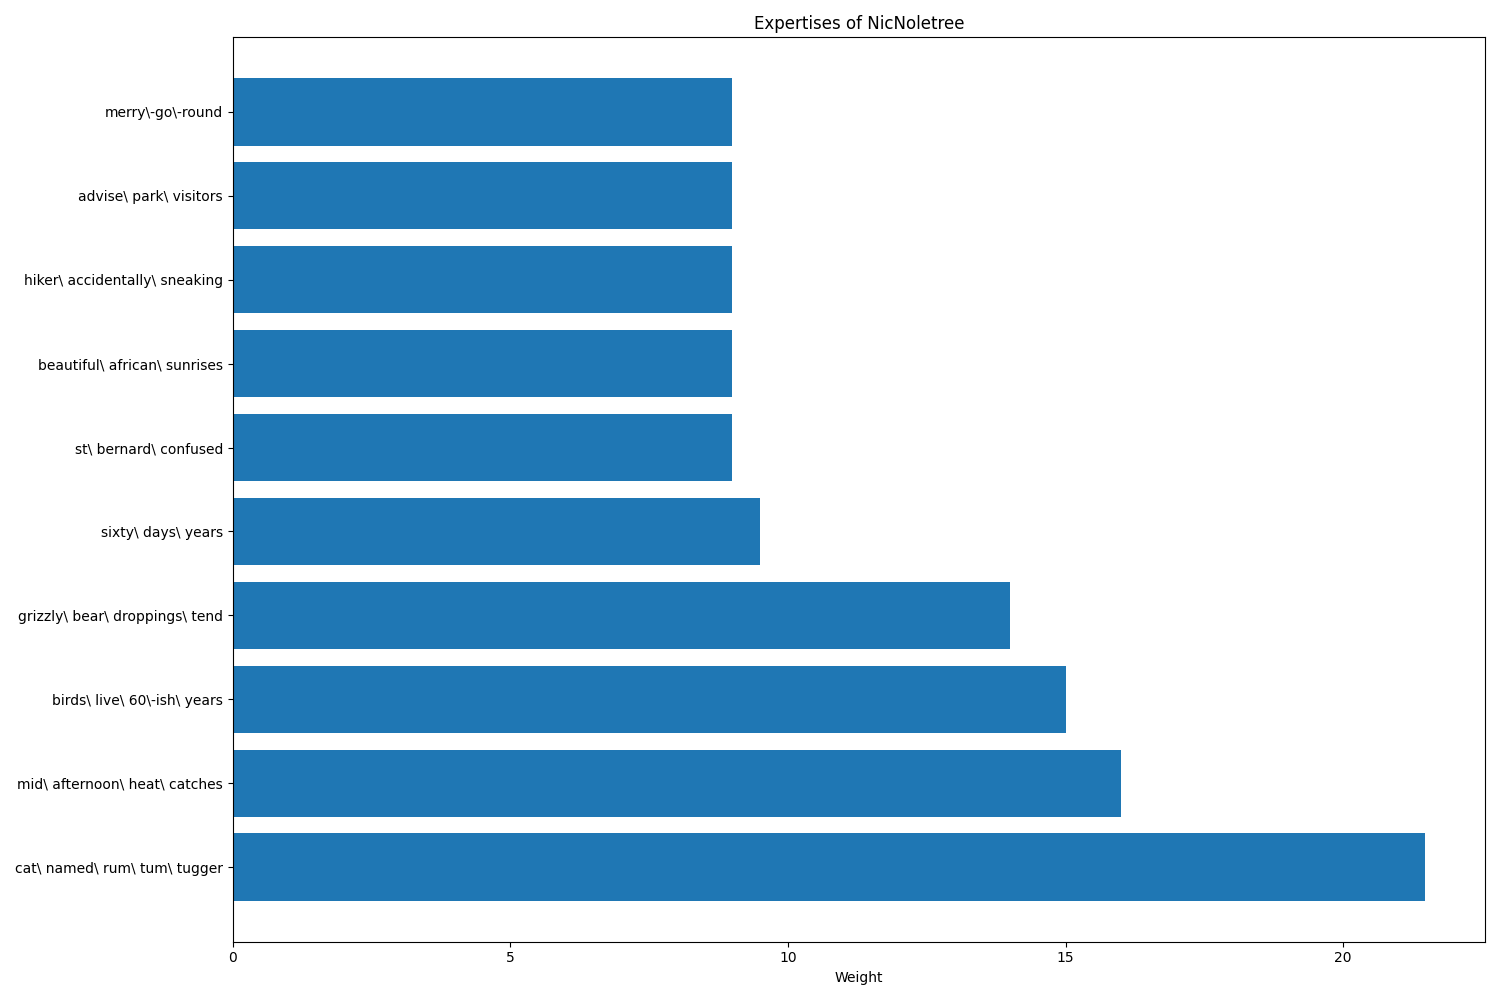 Expertises of NicNoletree
merry\-go\-round
advise\ park\ visitors
hiker\ accidentally\ sneaking
beautiful\ african\ sunrises
st\ bernard\ confused
sixty\ days\ years
grizzly\ bear\ droppings\ tend
birds\ live\ 60\-ish\ years
mid\ afternoon\ heat\ catches
cat\ named\ rum\ tum\ tugger
0 5 10 15 20
Weight